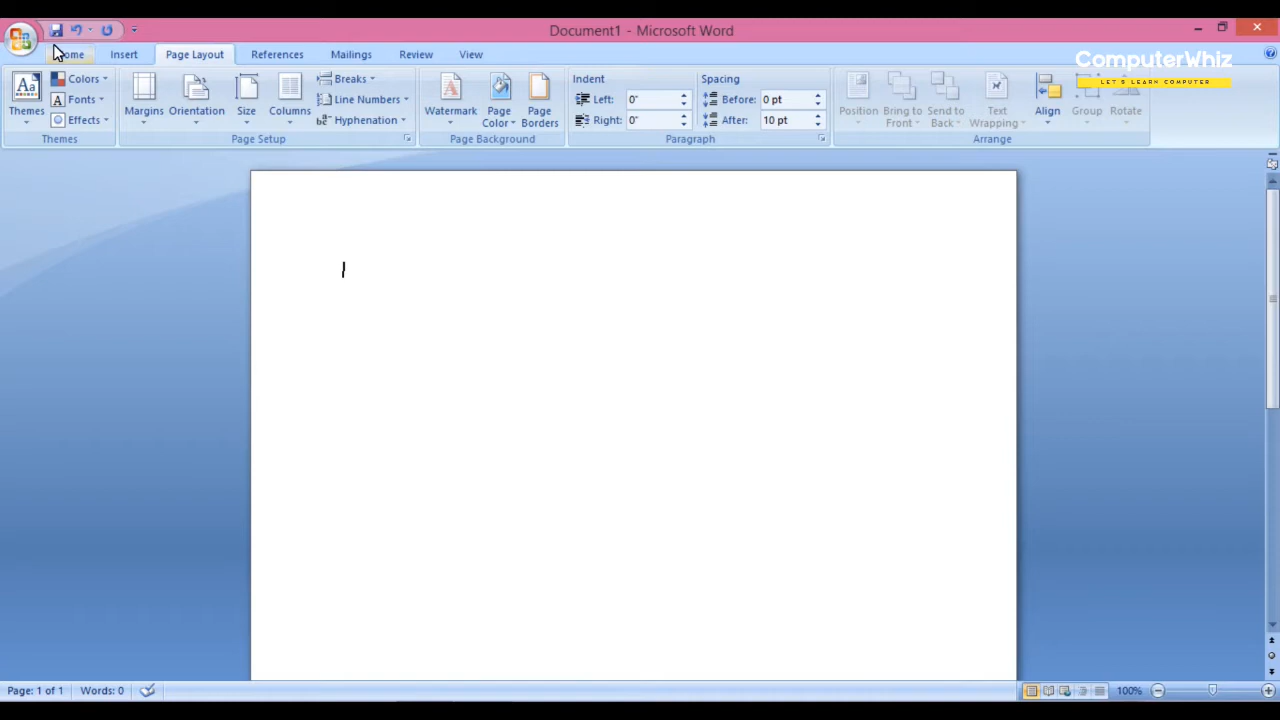 Document1 - Microsoft Word
Home Insert Page Layout References Mailings Review View
ComputerWhiz
LET'S LEARN COMPUTER
Themes
Colors
Fonts
Effects
Themes
Margins
Orientation
Size
Columns
Breaks
Line Numbers
Hyphenation
Page Setup
Watermark
Page Color
Page Borders
Page Background
Indent
Left: 0"
Right: 0"
Spacing
Before: 0 pt
After: 10 pt
Paragraph
Position
Bring to Front
Send to Back
Text Wrapping
Align
Group
Rotate
Arrange
Page: 1 of 1 Words: 0 100%